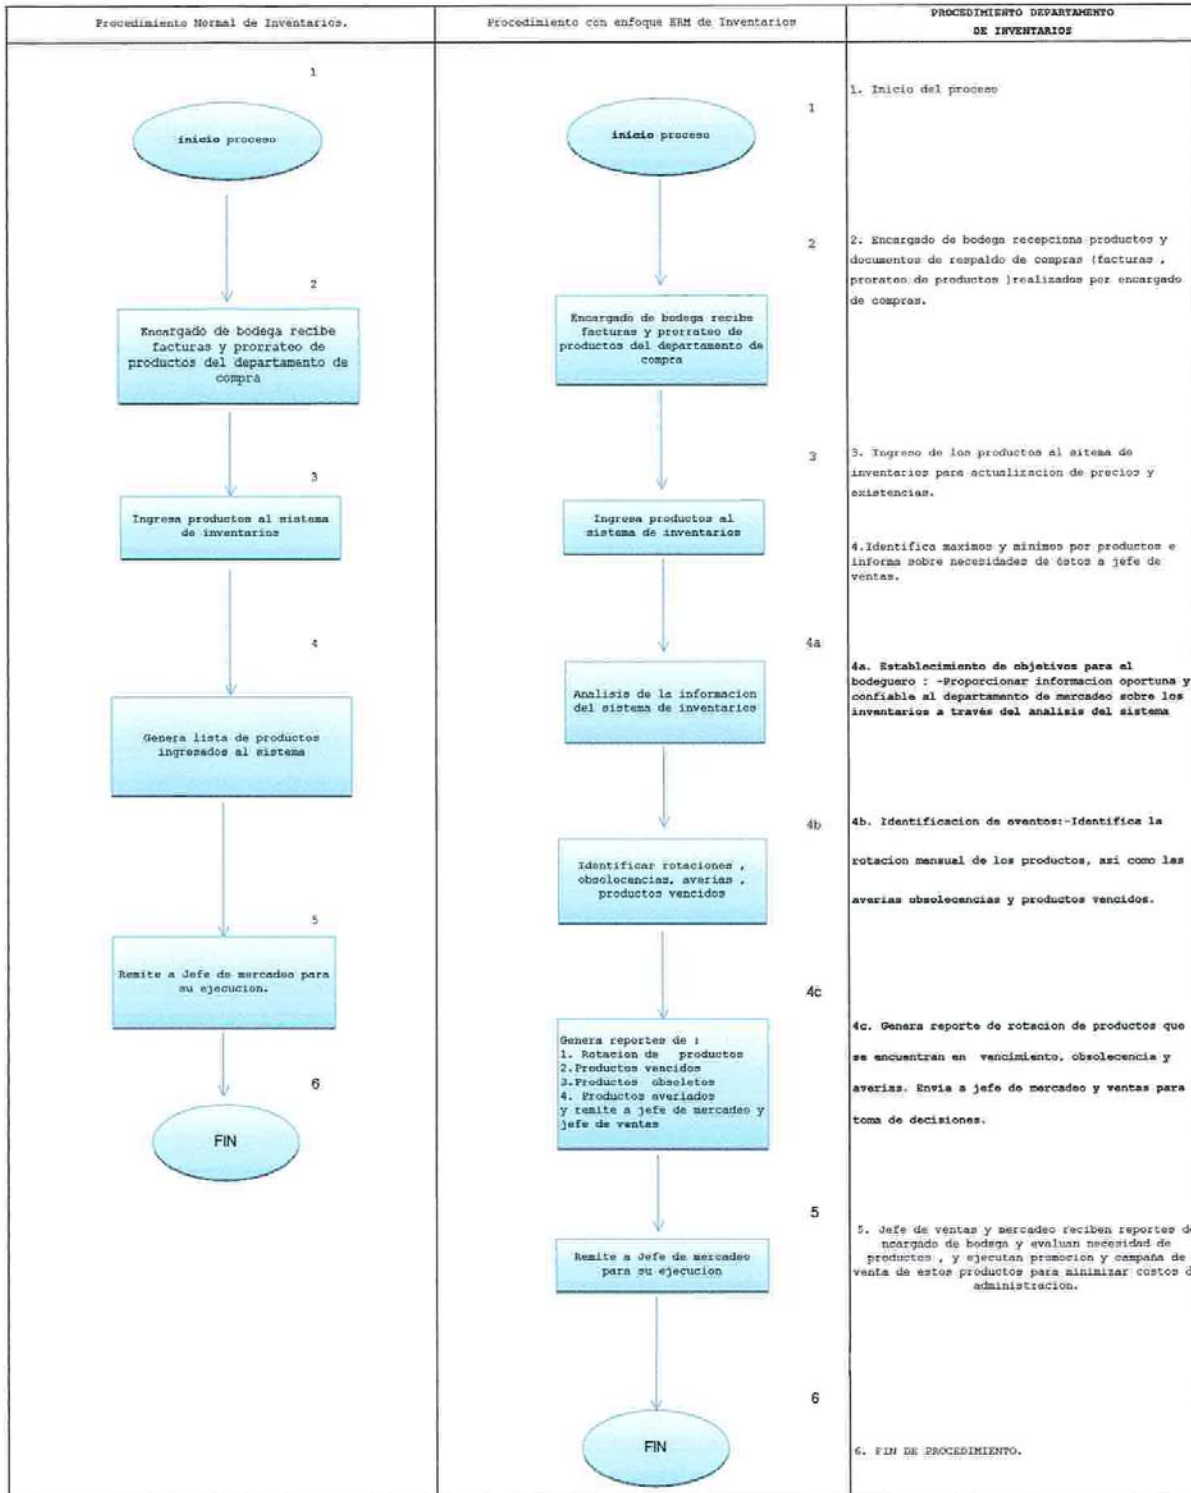 Procedimiento Normal de Inventarios.
Procedimiento con enfoque ERM de Inventarios
PROCEDIMIENTO DEPARTAMENTO
DE INVENTARIOS
1
inicio proceso
2
Encargado de bodega recibe
facturas y prorrateo de
productos del departamento de
compra
3
Ingresa productos al sistema
de inventarios
4
Genera lista de productos
ingresados al sistema
5
Remite a Jefe de mercadeo para
su ejecucion.
6
FIN
1
inicio proceso
2
Encargado de bodega recibe
facturas y prorrateo de
productos del departamento de
compra
3
Ingresa productos al
sistema de inventarios
4a
Analisis de la informacion
del sistema de inventarios
4b
Identificar rotaciones ,
obsolecencias, averias ,
productos vencidos
4c
Genera reportes de :
1. Rotacion de productos
2.Productos vencidos
3.Productos obsoletos
4. Productos averiados
y remite a jefe de mercadeo y
jefe de ventas
5
Remite a Jefe de mercadeo
para su ejecucion
6
FIN
1. Inicio del proceso
2. Encargado de bodega recepciona productos y
documentos de respaldo de compras (facturas ,
prorateo de productos )realizados por encargado
de compras.
3. Ingreso de los productos al sitema de
inventarios para actualizacion de precios y
existencias.
4.Identifica maximos y minimos por productos e
informa sobre necesidades de éstos a jefe de
ventas.
4a. Establecimiento de objetivos para el
bodeguero : -Proporcionar informacion oportuna y
confiable al departamento de mercadeo sobre los
inventarios a través del analisis del sistema
4b. Identificacion de eventos:-Identifica la
rotacion mensual de los productos, asi como las
averias obsolecencias y productos vencidos.
4c. Genera reporte de rotacion de productos que
se encuentran en vencimiento, obsolecencia y
averias. Envia a jefe de mercadeo y ventas para
toma de decisiones.
5. Jefe de ventas y mercadeo reciben reportes de
ncargado de bodega y evaluan necesidad de
productos , y ejecutan promocion y campaña de
venta de estos productos para minimizar costos d
administracion.
6. FIN DE PROCEDIMIENTO.